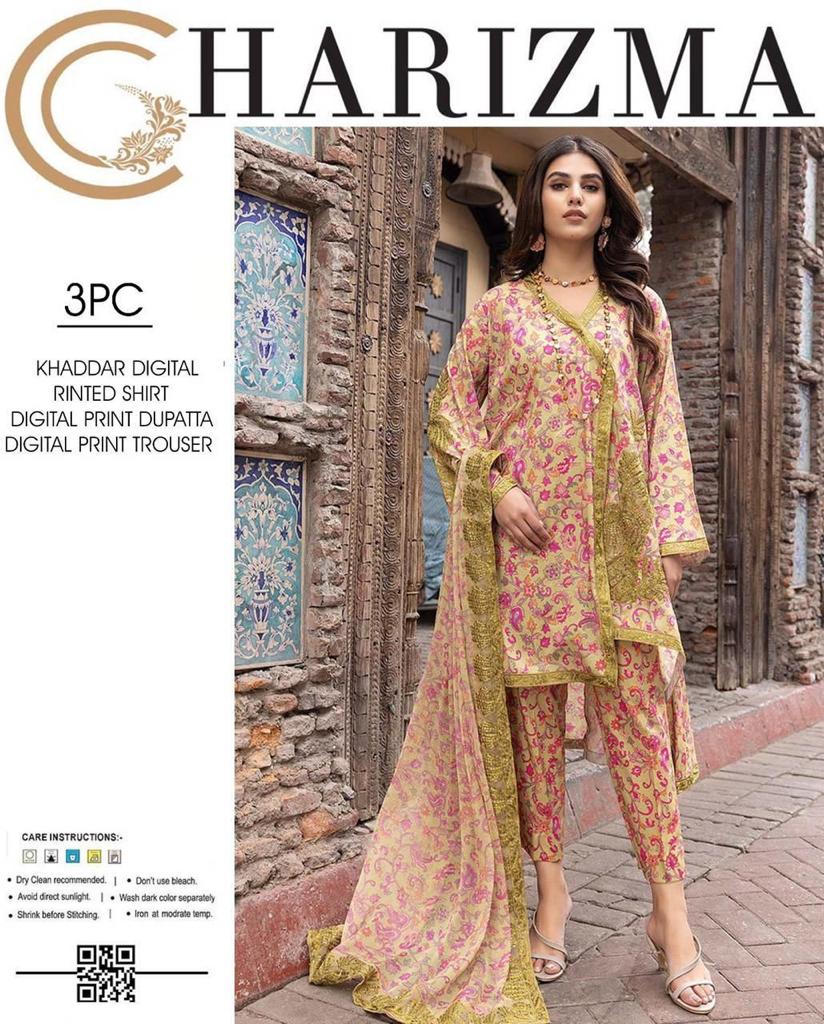 CHARIZMA
3PC
KHADDAR DIGITAL
RINTED SHIRT
DIGITAL PRINT DUPATTA
DIGITAL PRINT TROUSER
CARE INSTRUCTIONS:-
• Dry Clean recommended. | • Don't use bleach.
• Avoid direct sunlight. | • Wash dark color separately
• Shrink before Stitching. | • Iron at modrate temp.